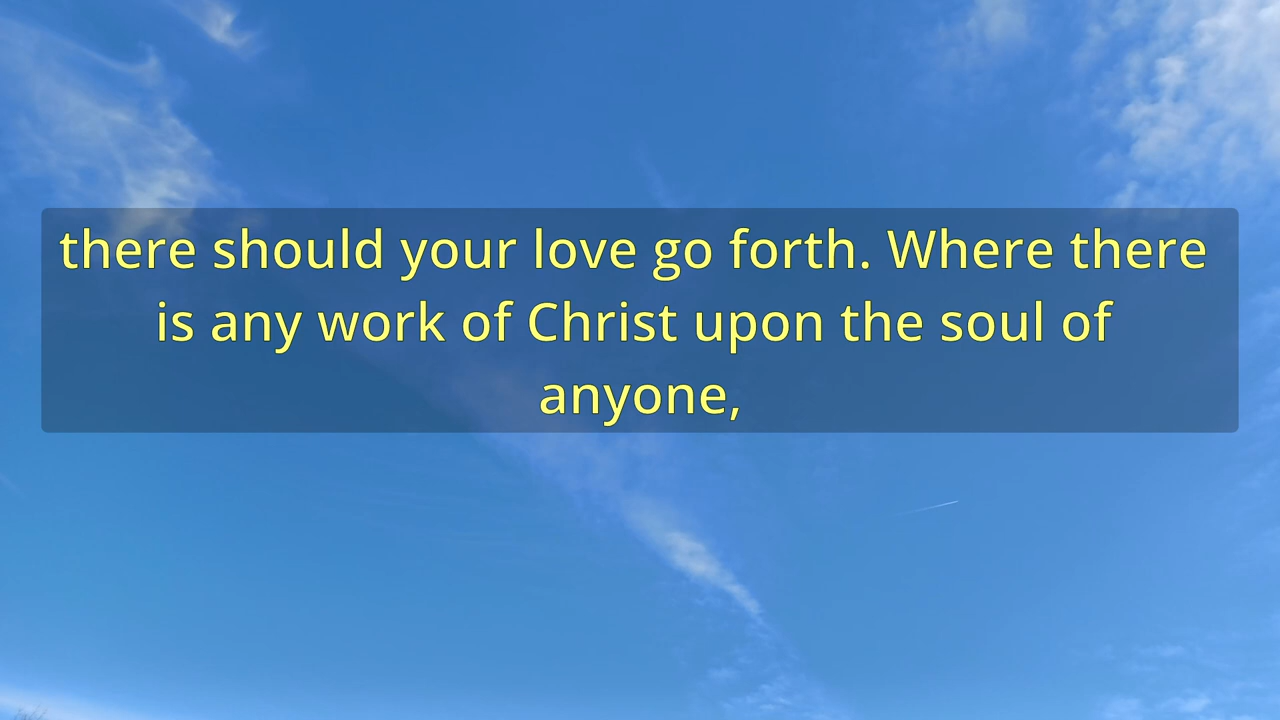 there should your love go forth. Where there
is any work of Christ upon the soul of
anyone,